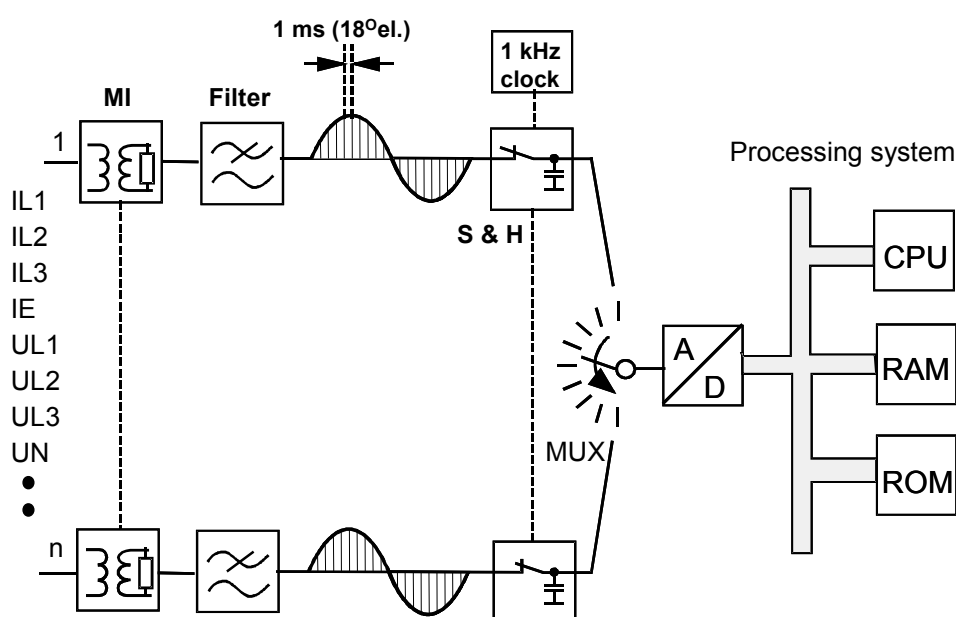 1 ms (18ᴼel.)
1 kHz
clock
MI
Filter
1
Processing system
IL1
IL2
IL3
IE
UL1
UL2
UL3
UN
S & H
CPU
A
D
RAM
MUX
ROM
n